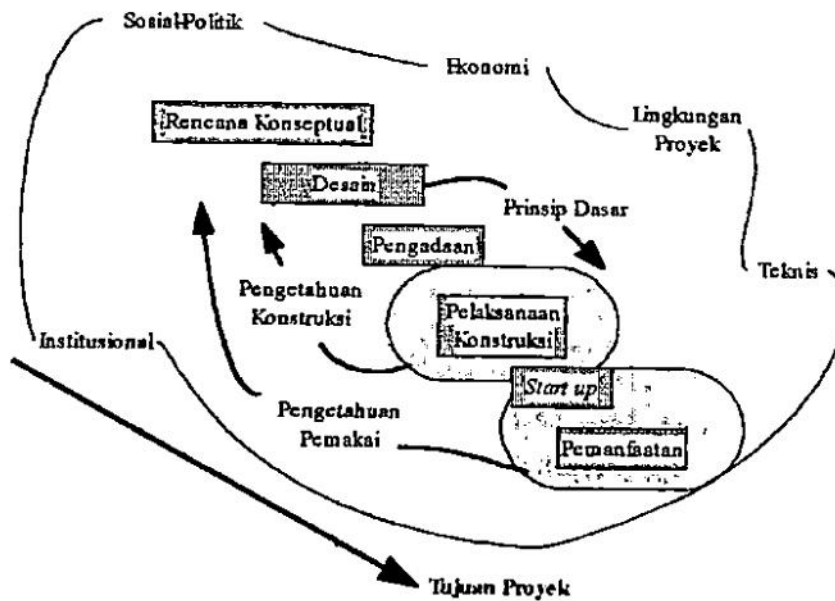 Sosial-Politik
Ekonomi
Lingkungan
Proyek
Rencana Konseptual
Desain
Prinsip Dasar
Pengadaan
Teknis
Pengetahuan
Konstruksi
Pelaksanaan
Konstruksi
Institusional
Start up
Pengetahuan
Pemakai
Pemanfaatan
Tujuan Proyek